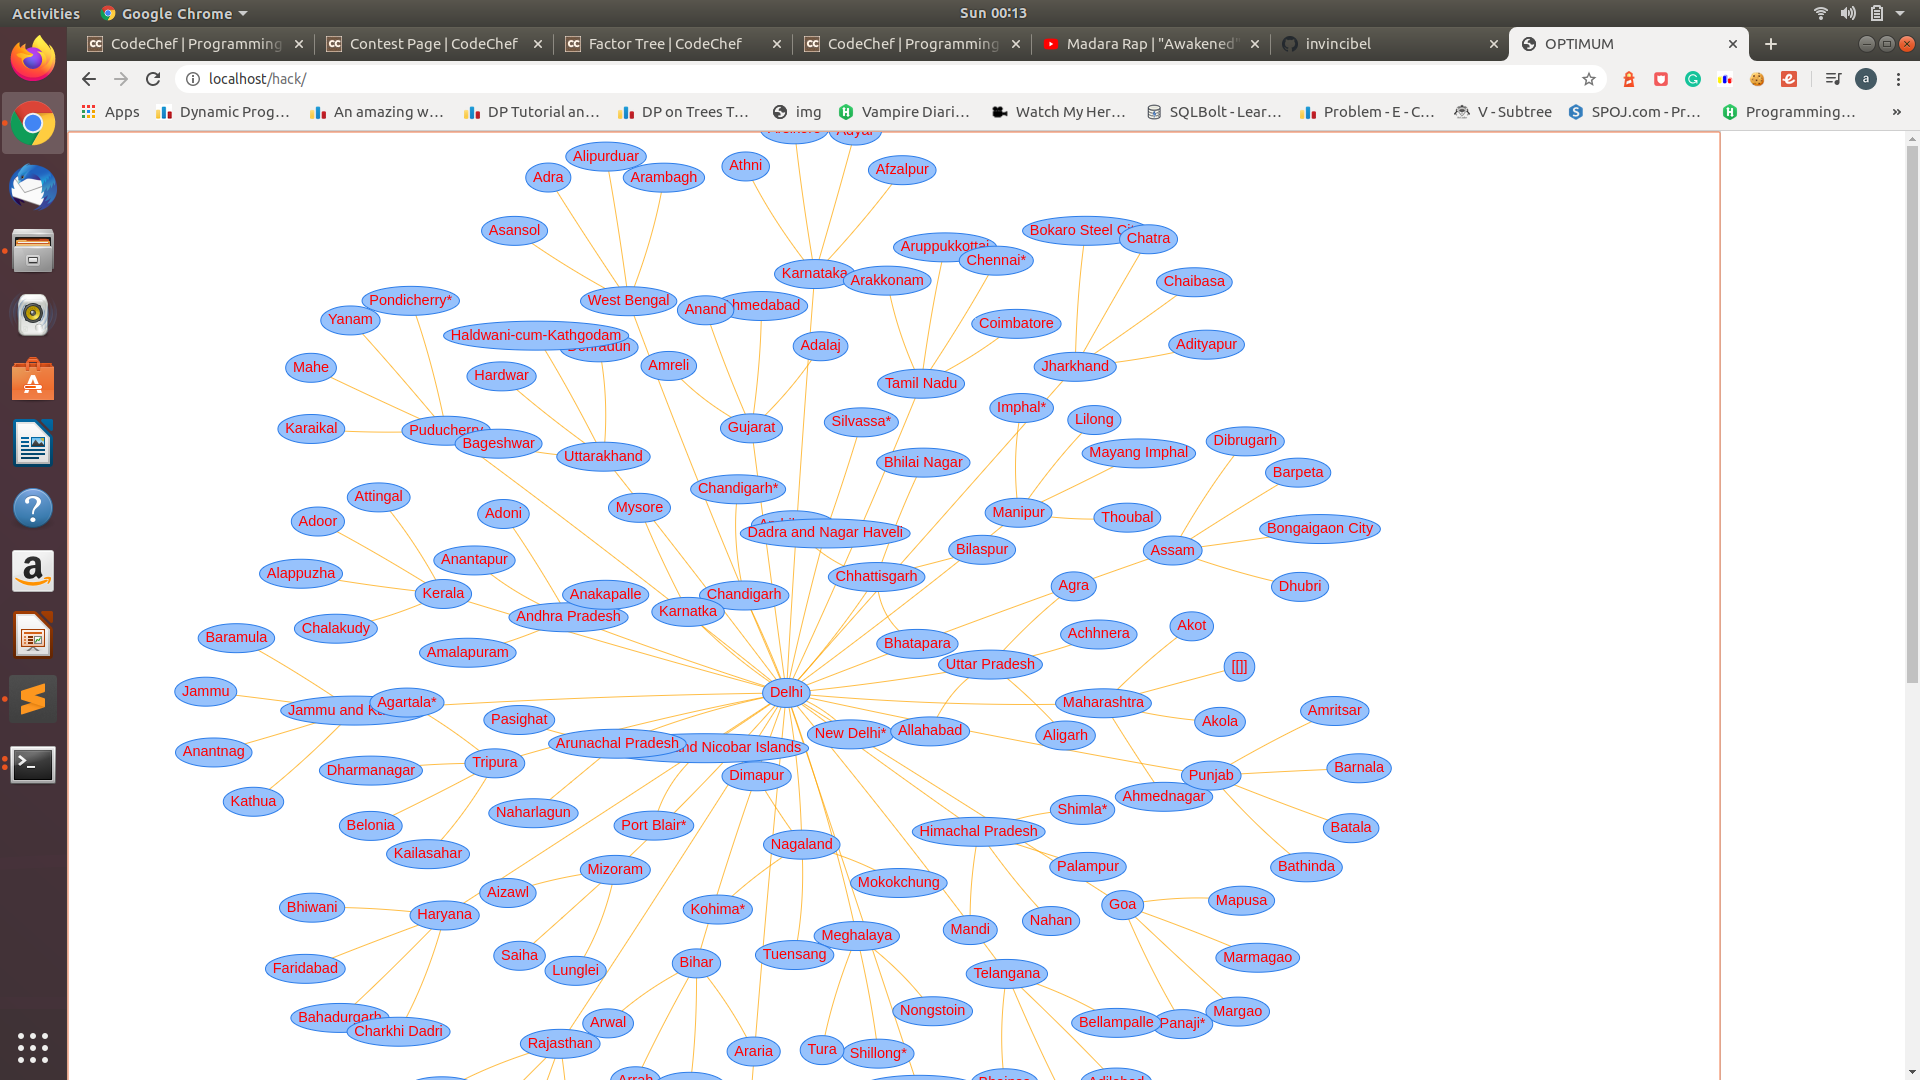 Activities
Google Chrome
Sun 00:13
CodeChef | Programming
Contest Page | CodeChef
Factor Tree | CodeChef
CodeChef | Programming
Madara Rap | "Awakened"
invincibel
OPTIMUM
localhost/hack/
a
Apps
Dynamic Prog...
An amazing w...
DP Tutorial an...
DP on Trees T...
img
Vampire Diari...
Watch My Her...
SQLBolt - Lear...
Problem - E - C...
V - Subtree
SPOJ.com - Pr...
Programming...
»
Alipurduar
Adra
Arambagh
Athni
Adyar
Afzalpur
Asansol
Bokaro Steel
Chatra
Aruppukkottai
Chennai*
Karnataka
Arakkonam
Chaibasa
Pondicherry*
West Bengal
Anand
hmedabad
Yanam
Haldwani-cum-Kathgodam
Coimbatore
Adalaj
Adityapur
Mahe
Hardwar
Amreli
Jharkhand
Tamil Nadu
Imphal*
Silvassa*
Lilong
Karaikal
Puducherry
Gujarat
Bageshwar
Uttarakhand
Dibrugarh
Mayang Imphal
Bhilai Nagar
Barpeta
Chandigarh*
Attingal
Mysore
Adoor
Adoni
Manipur
Thoubal
Bongaigaon City
Dadra and Nagar Haveli
Bilaspur
Assam
Anantapur
Alappuzha
Chhattisgarh
Agra
Dhubri
Kerala
Anakapalle
Chandigarh
Karnatka
Andhra Pradesh
Chalakudy
Akot
Achhnera
Baramula
Bhatapara
Amalapuram
Uttar Pradesh
[[]]
Jammu
Delhi
Jammu and
Agartala*
Maharashtra
Amritsar
Pasighat
Akola
New Delhi*
Allahabad
Aligarh
Anantnag
Arunachal Pradesh
nd Nicobar Islands
Dharmanagar
Tripura
Dimapur
Punjab
Barnala
Kathua
Ahmednagar
Naharlagun
Shimla*
Belonia
Port Blair*
Himachal Pradesh
Batala
Kailasahar
Nagaland
Mizoram
Palampur
Bathinda
Aizawl
Mokokchung
Bhiwani
Haryana
Kohima*
Goa
Mapusa
Nahan
Mandi
Meghalaya
Saiha
Tuensang
Marmagao
Faridabad
Lunglei
Bihar
Telangana
Nongstoin
Margao
Bahadurgarh
Charkhi Dadri
Arwal
Bellampalle
Panaji*
Rajasthan
Araria
Tura
Shillong*
Arrah
Adilabad